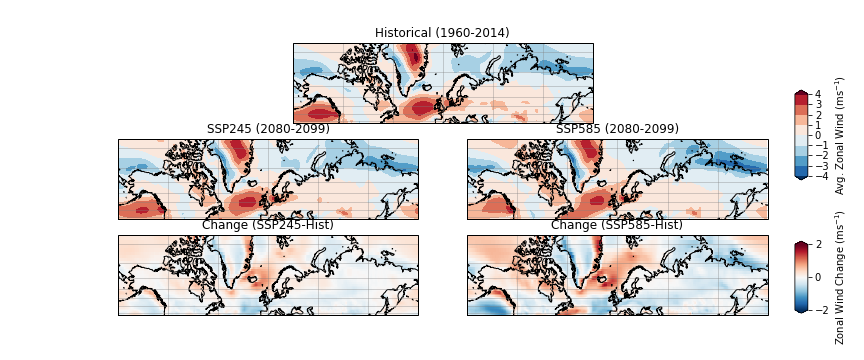 Historical (1960-2014)
SSP245 (2080-2099)
SSP585 (2080-2099)
Change (SSP245-Hist)
Change (SSP585-Hist)
4
3
2
1
0
−1
−2
−3
−4
Avg. Zonal Wind (ms⁻¹)
2
0
−2
Zonal Wind Change (ms⁻¹)